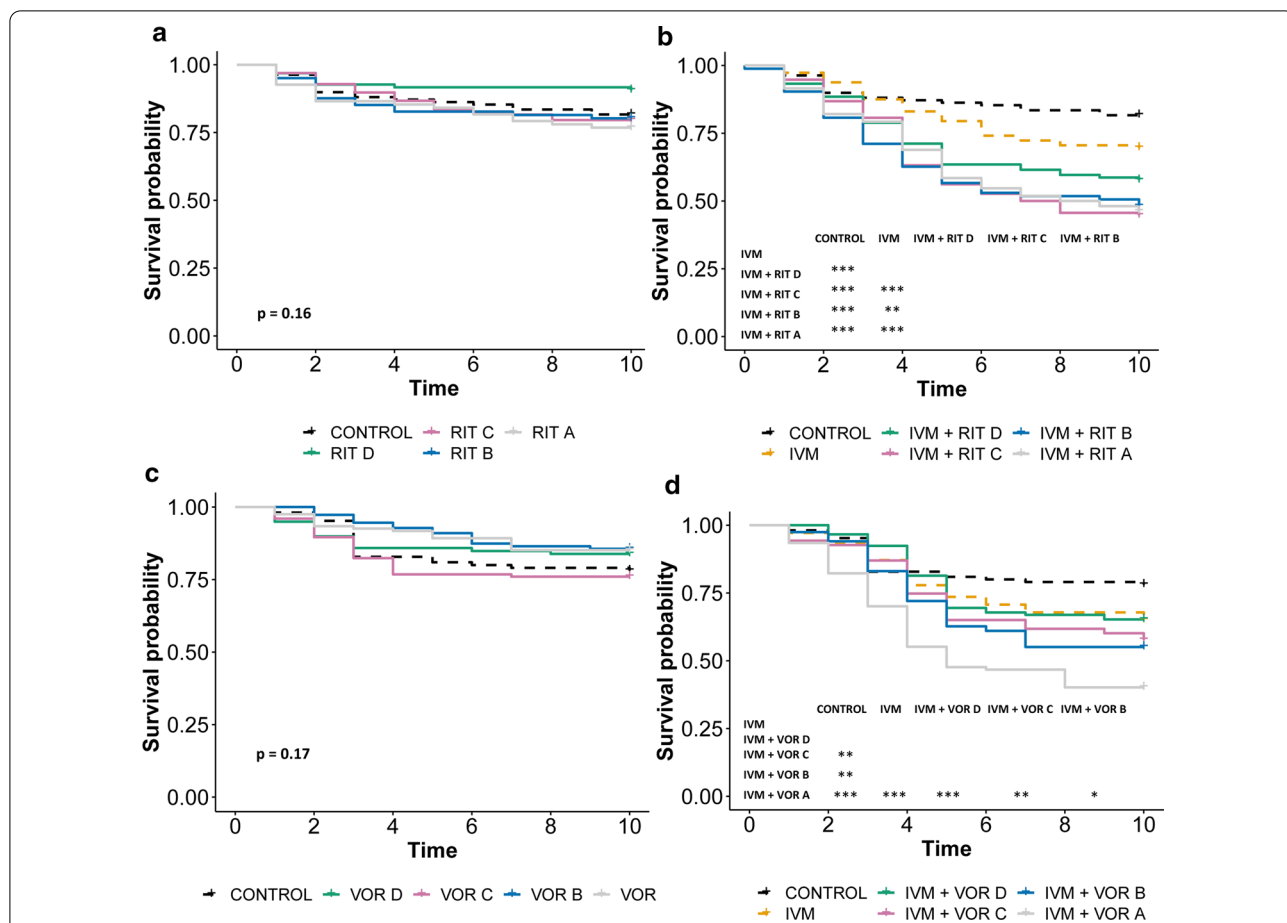 a
Survival probability
1.00
0.75
0.50
0.25
0.00
p = 0.16
0 2 4 6 8 10
Time
CONTROL RIT C RIT A
RIT D RIT B
b
Survival probability
1.00
0.75
0.50
0.25
0.00
CONTROL IVM IVM + RIT D IVM + RIT C IVM + RIT B
IVM
IVM + RIT D ***
IVM + RIT C *** ***
IVM + RIT B *** **
IVM + RIT A *** ***
0 2 4 6 8 10
Time
CONTROL IVM + RIT D IVM + RIT B
IVM IVM + RIT C IVM + RIT A
c
Survival probability
1.00
0.75
0.50
0.25
0.00
p = 0.17
0 2 4 6 8 10
Time
CONTROL VOR D VOR C VOR B VOR
d
Survival probability
1.00
0.75
0.50
0.25
0.00
CONTROL IVM IVM + VOR D IVM + VOR C IVM + VOR B
IVM
IVM + VOR D
IVM + VOR C **
IVM + VOR B **
IVM + VOR A *** *** *** ** *
0 2 4 6 8 10
Time
CONTROL IVM + VOR D IVM + VOR B
IVM IVM + VOR C IVM + VOR A